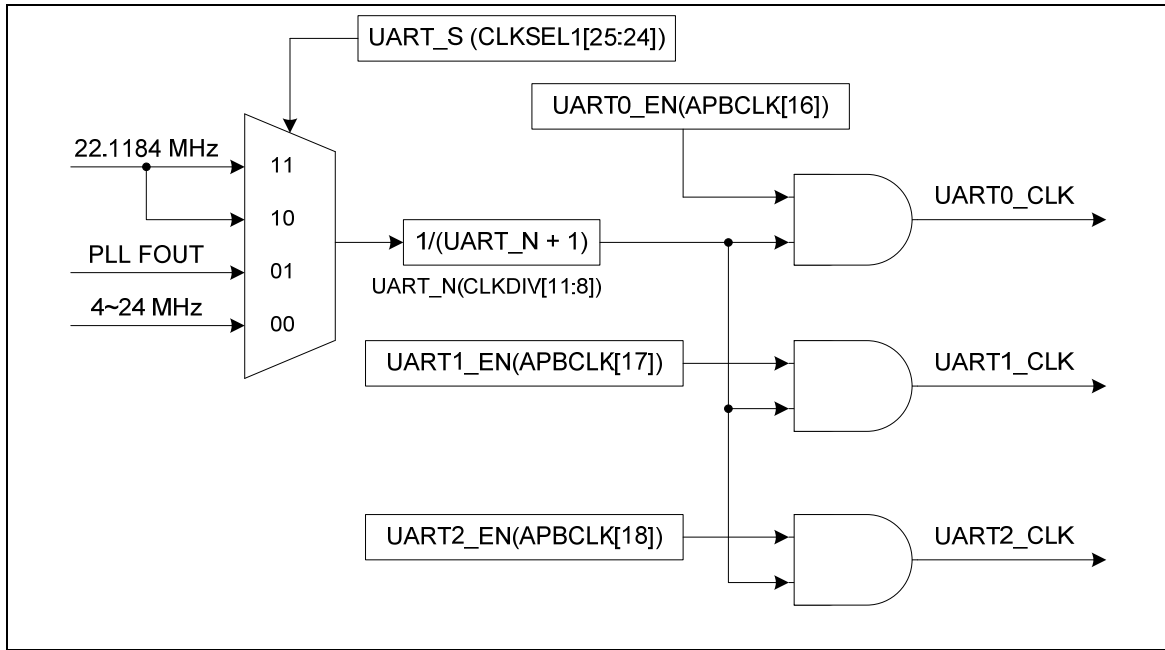 UART_S (CLKSEL1[25:24])
UART0_EN(APBCLK[16])
22.1184 MHz
11
UART0_CLK
10
PLL FOUT
1/(UART_N + 1)
01
UART_N(CLKDIV[11:8])
4~24 MHz
00
UART1_EN(APBCLK[17])
UART1_CLK
UART2_EN(APBCLK[18])
UART2_CLK